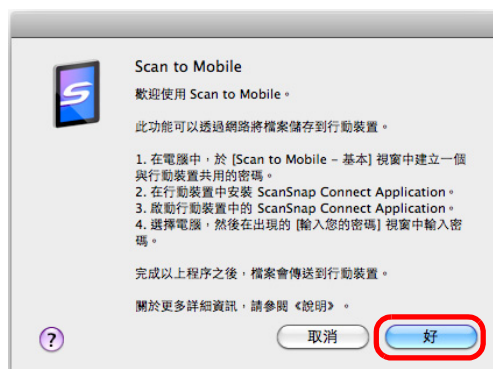 Scan to Mobile
歡迎使用 Scan to Mobile。
此功能可以透過網路將檔案儲存到行動裝置。
1. 在電腦中，於 [Scan to Mobile – 基本] 視窗中建立一個
與行動裝置共用的密碼。
2. 在行動裝置中安裝 ScanSnap Connect Application。
3. 啟動行動裝置中的 ScanSnap Connect Application。
4. 選擇電腦，然後在出現的 [輸入您的密碼] 視窗中輸入密
碼。
完成以上程序之後，檔案會傳送到行動裝置。
關於更多詳細資訊，請參閱《說明》。
? 取消 好